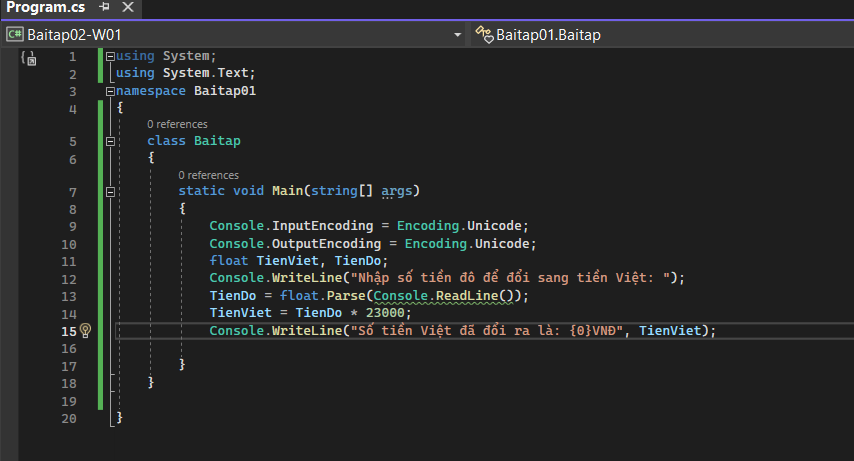 Program.cs
Baitap02-W01
Baitap01.Baitap
1 using System;
2 using System.Text;
3 namespace Baitap01
4 {
0 references
5 class Baitap
6 {
0 references
7 static void Main(string[] args)
8 {
9 Console.InputEncoding = Encoding.Unicode;
10 Console.OutputEncoding = Encoding.Unicode;
11 float TienViet, TienDo;
12 Console.WriteLine("Nhập số tiền đô để đổi sang tiền Việt: ");
13 TienDo = float.Parse(Console.ReadLine());
14 TienViet = TienDo * 23000;
15 Console.WriteLine("Số tiền Việt đã đổi ra là: {0}VNĐ", TienViet);
16
17 }
18 }
19
20 }